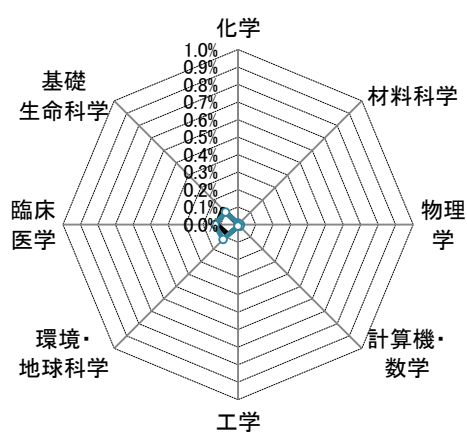 化学
1.0%
0.9%
0.8%
0.7%
0.6%
0.5%
0.4%
0.3%
0.2%
0.1%
0.0%
材料科学
物理
学
計算機・
数学
工学
環境・
地球科学
臨床
医学
基礎
生命科学